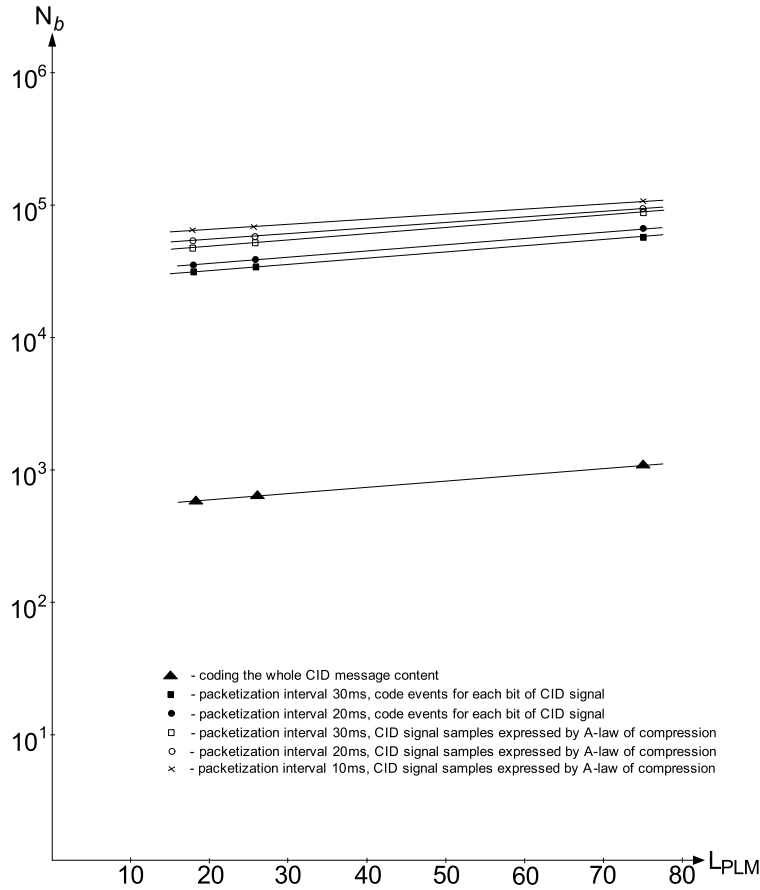 N_b
10^6
10^5
10^4
10^3
10^2
10^1
- coding the whole CID message content
- packetization interval 30ms, code events for each bit of CID signal
- packetization interval 20ms, code events for each bit of CID signal
- packetization interval 30ms, CID signal samples expressed by A-law of compression
- packetization interval 20ms, CID signal samples expressed by A-law of compression
- packetization interval 10ms, CID signal samples expressed by A-law of compression
10 20 30 40 50 60 70 80 L_PLM